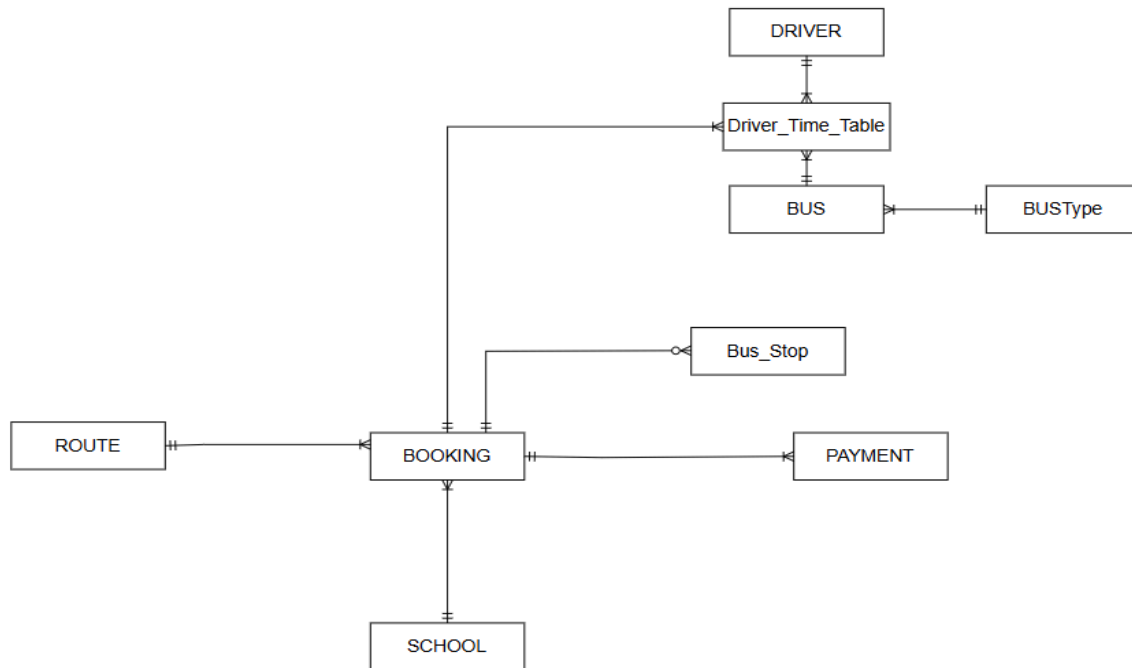 DRIVER
Driver_Time_Table
BUS
BUSType
Bus_Stop
ROUTE
BOOKING
PAYMENT
SCHOOL